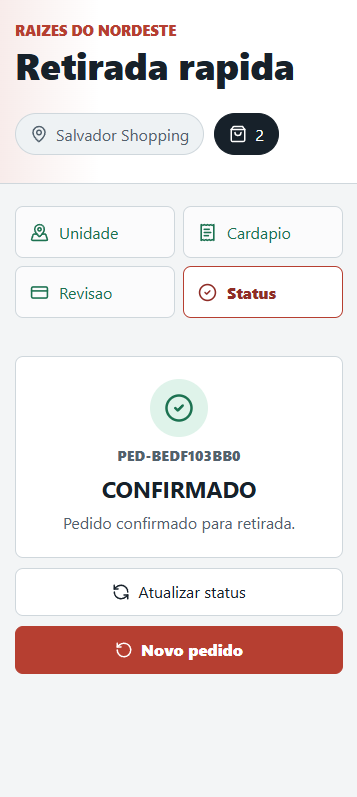 RAIZES DO NORDESTE
Retirada rapida
Salvador Shopping
2
Unidade
Cardapio
Revisao
Status
PED-BEDF103BB0
CONFIRMADO
Pedido confirmado para retirada.
Atualizar status
Novo pedido